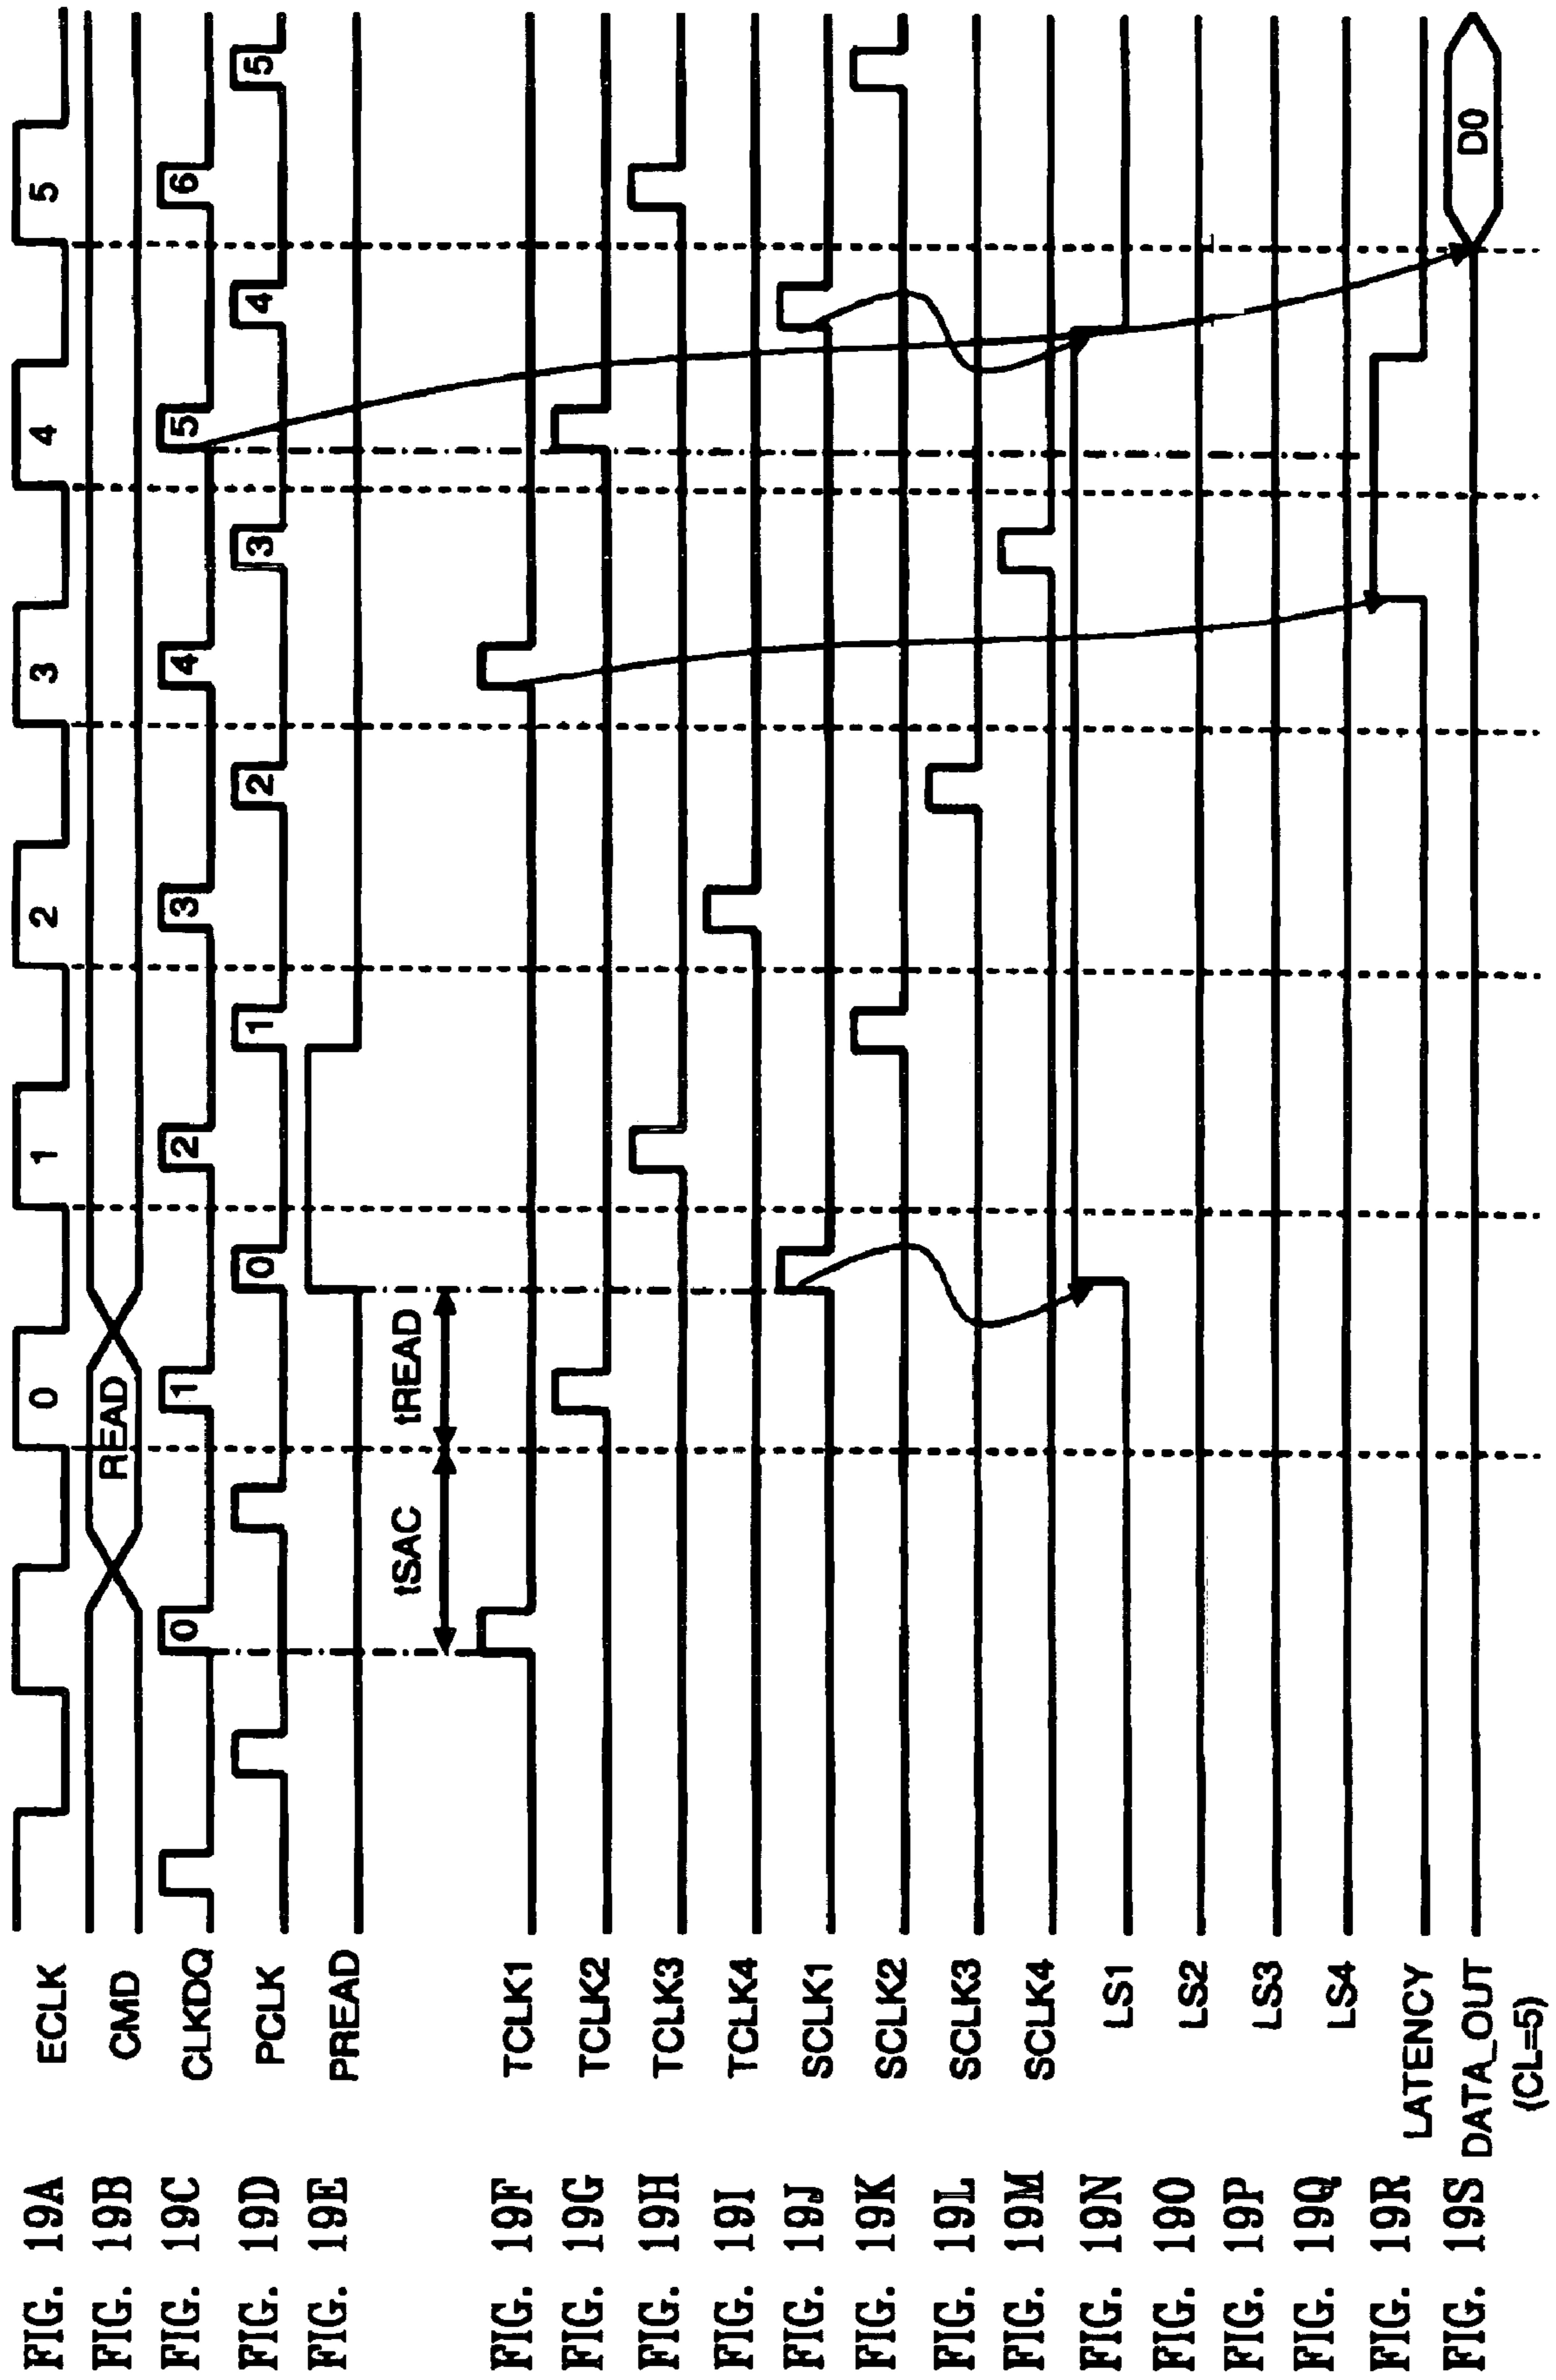 FIG. 19A ECLK 0 1 2 3 4 5
FIG. 19B CMD READ
FIG. 19C CLKDQ 0 1 2 3 4 5 6
FIG. 19D PCLK 0 1 2 3 4 5
FIG. 19E PREAD
tSAC tREAD
FIG. 19F TCLK1
FIG. 19G TCLK2
FIG. 19H TCLK3
FIG. 19I TCLK4
FIG. 19J SCLK1
FIG. 19K SCLK2
FIG. 19L SCLK3
FIG. 19M SCLK4
FIG. 19N LS1
FIG. 19O LS2
FIG. 19P LS3
FIG. 19Q LS4
FIG. 19R LATENCY
FIG. 19S DATA_OUT D0
(CL=5)